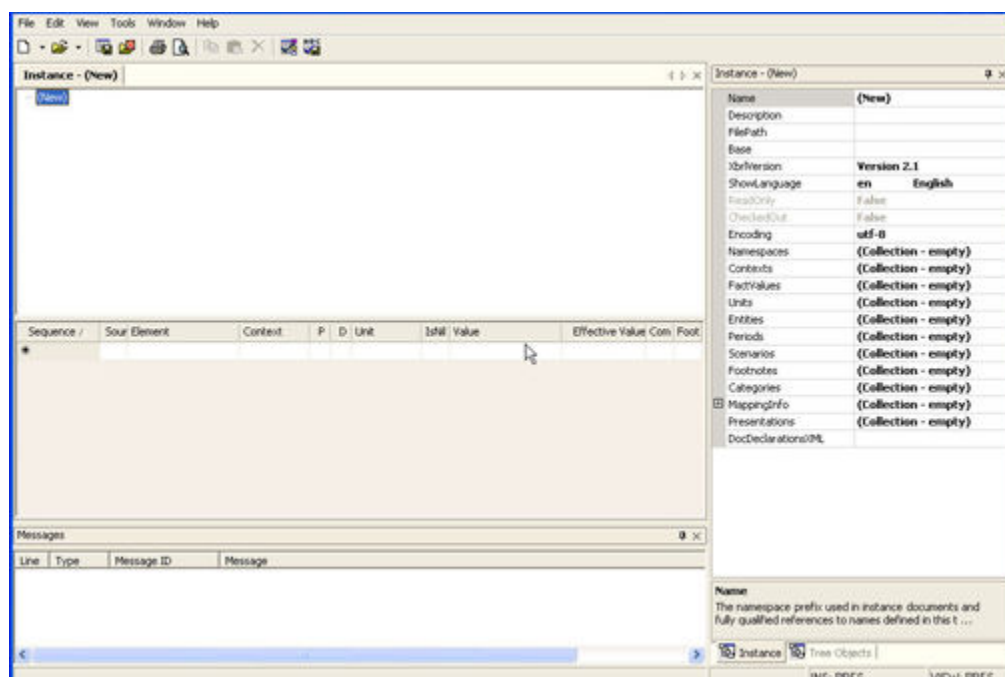 File Edit View Tools Window Help
Instance - (New)
(New)
Sequence / Sour Element Context P D Unit IsNil Value Effective Value Com Foot
Messages
Line Type Message ID Message
Instance - (New)
Name (New)
Description
FilePath
Base
XbrlVersion Version 2.1
ShowLanguage en English
ReadOnly False
CheckedOut False
Encoding utf-8
Namespaces (Collection - empty)
Contexts (Collection - empty)
FactValues (Collection - empty)
Units (Collection - empty)
Entities (Collection - empty)
Periods (Collection - empty)
Scenarios (Collection - empty)
Footnotes (Collection - empty)
Categories (Collection - empty)
MappingInfo (Collection - empty)
Presentations (Collection - empty)
DocDeclarationsXML
Name
The namespace prefix used in instance documents and
fully qualified references to names defined in this t ...
Instance Tree Objects